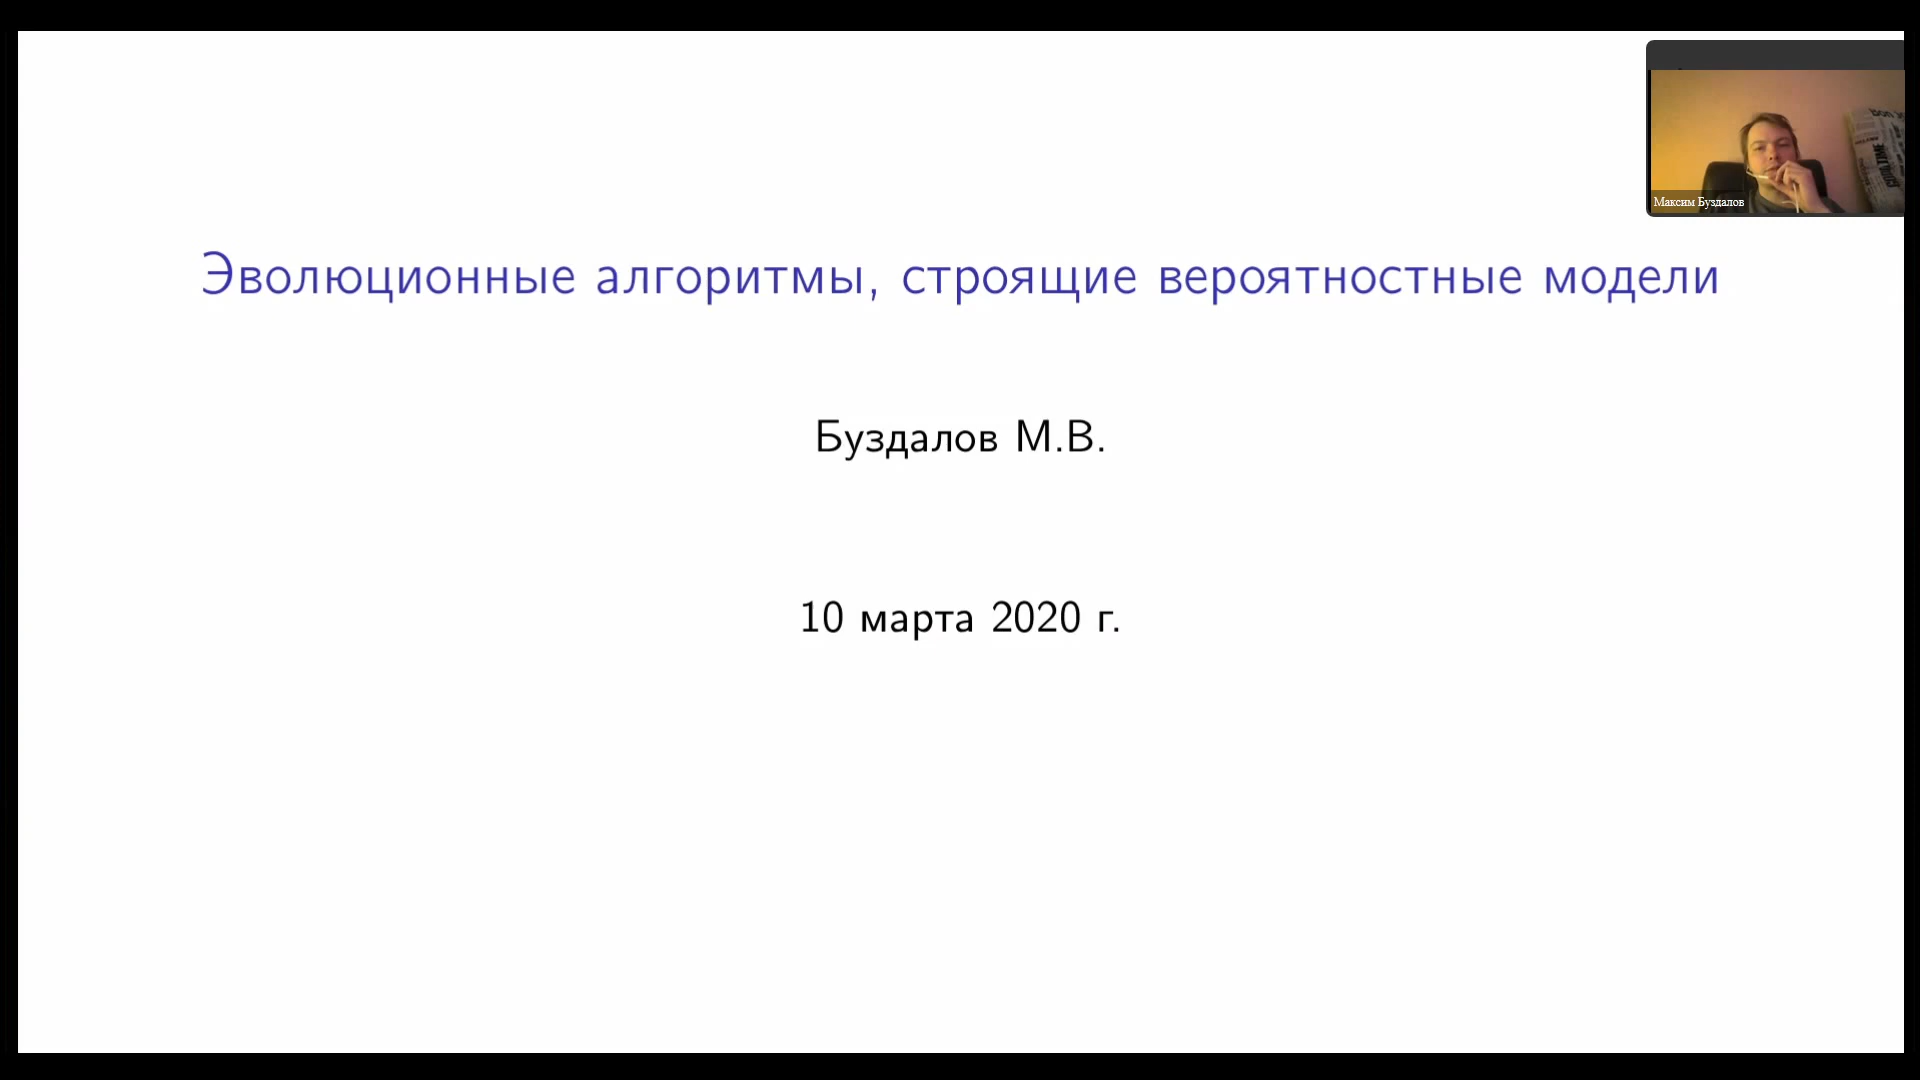 Эволюционные алгоритмы, строящие вероятностные модели
Буздалов М.В.
10 марта 2020 г.
Максим Буздалов